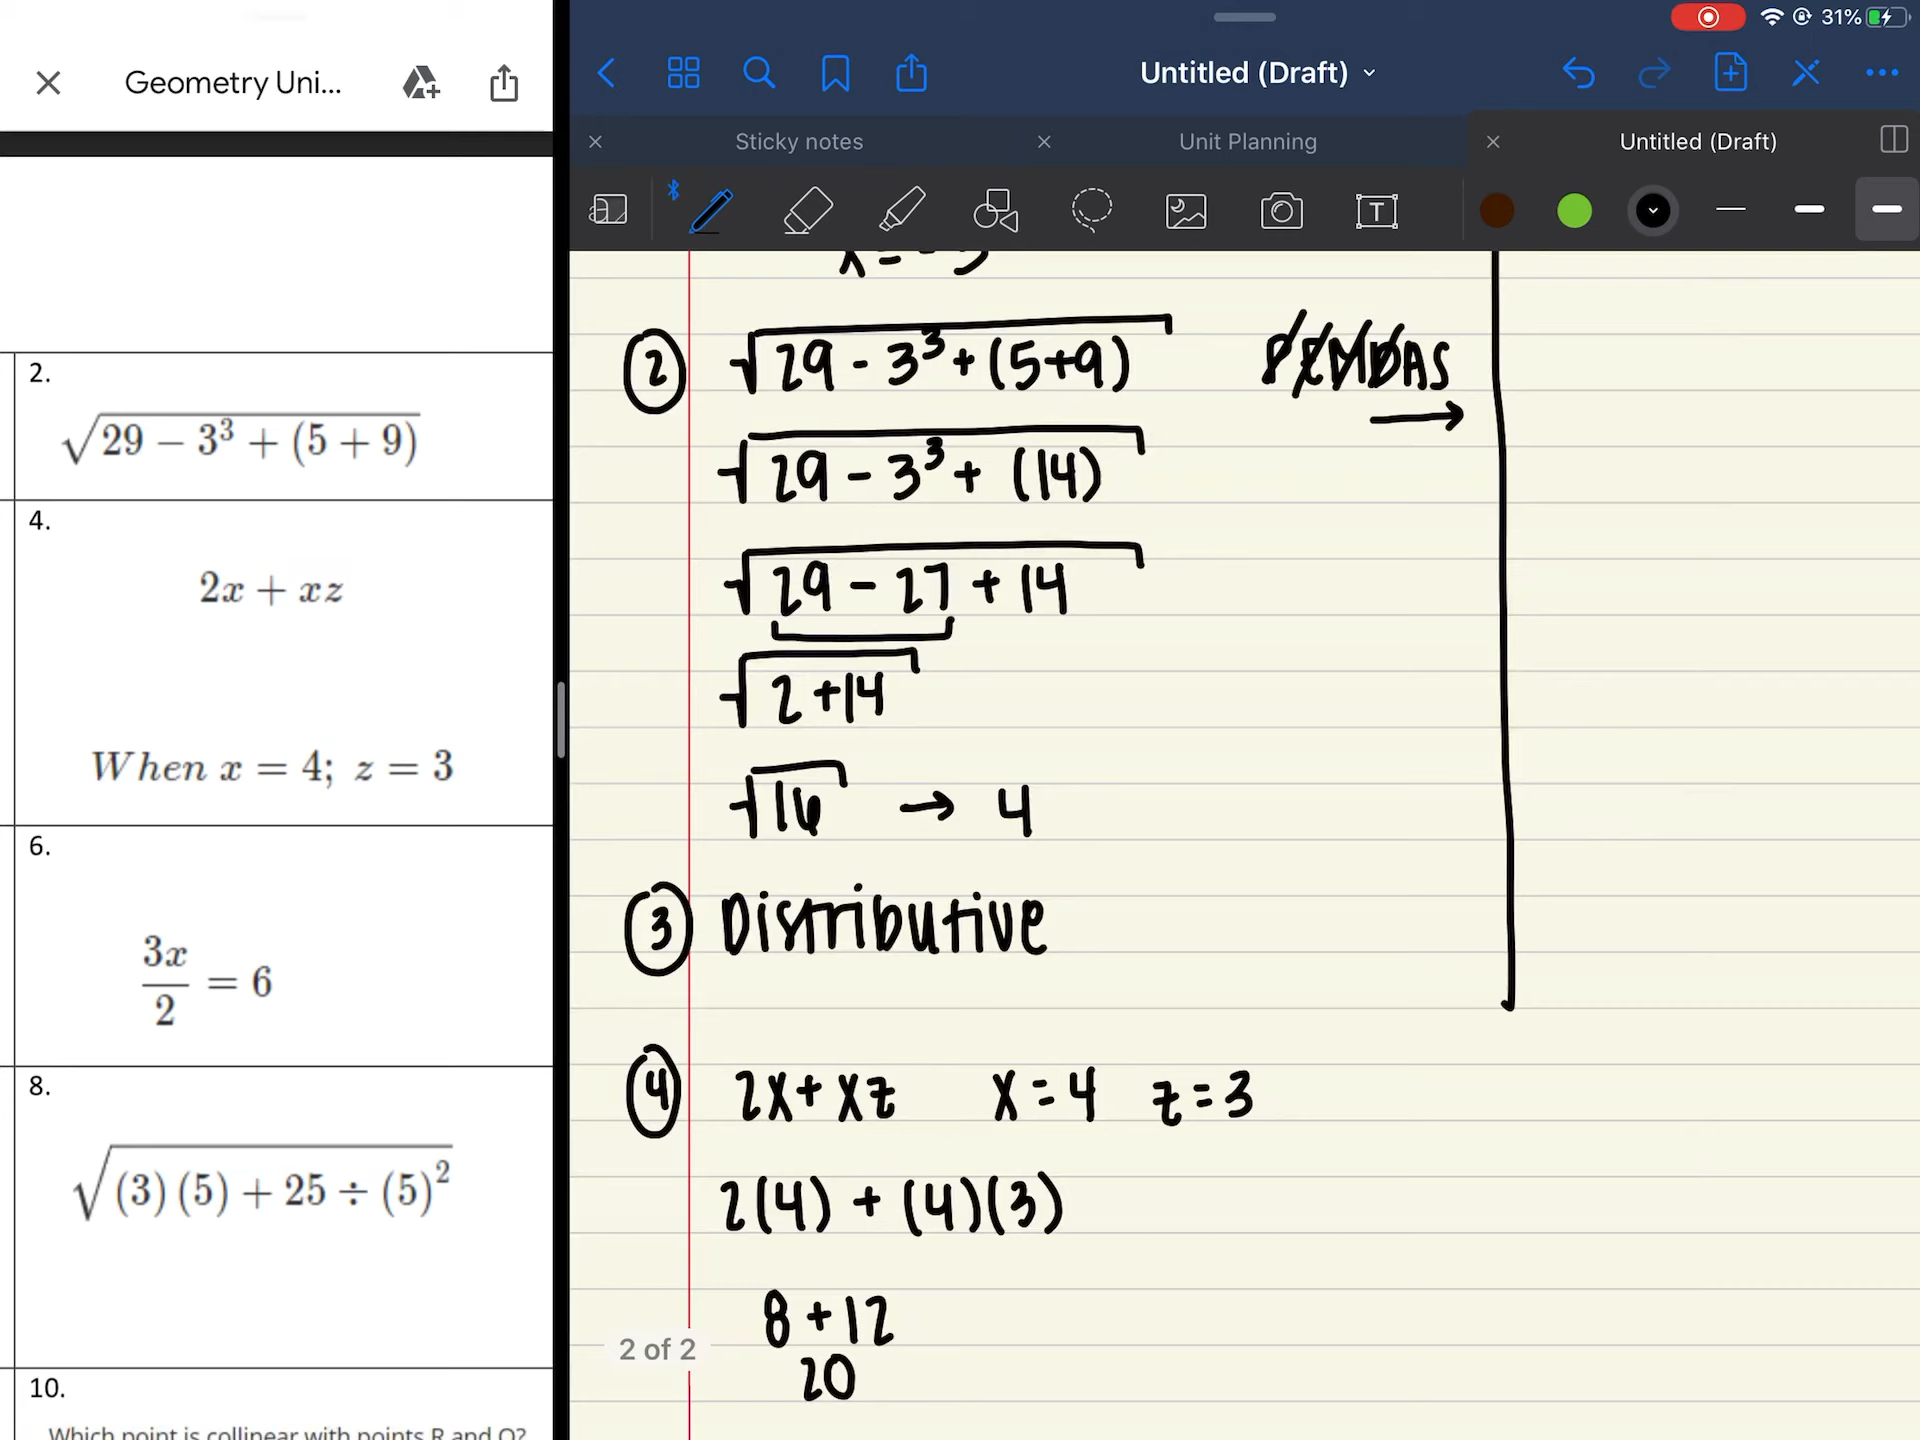 31%
Geometry Uni...
Untitled (Draft)
Sticky notes
Unit Planning
Untitled (Draft)
T
2.
√29 − 3³ + (5 + 9)
4.
2x + xz
When x = 4; z = 3
6.
3x/2 = 6
8.
√(3) (5) + 25 ÷ (5)²
10.
Which point is collinear with points R and Q?
② √29 - 3³ + (5+9) PEMDAS →
√29 - 3³ + (14)
√29 - 27 + 14
√2 + 14
√16 → 4
③ Distributive
④ 2x + xz x = 4 z = 3
2(4) + (4)(3)
8 + 12
20
2 of 2